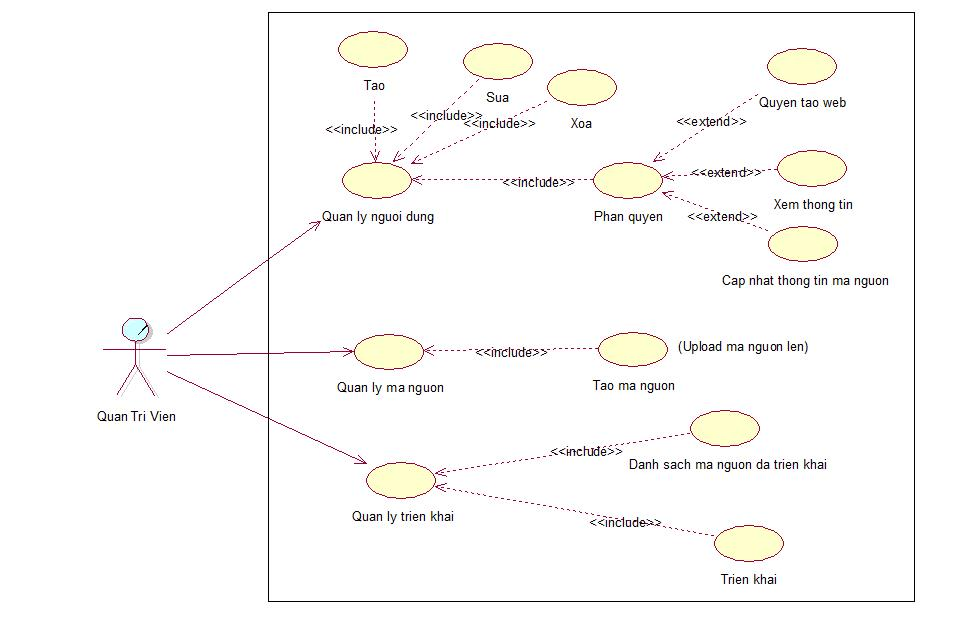 Tao
Sua
Xoa
Quyen tao web
<<include>>
<<include>>
<<include>>
<<extend>>
<<include>>
<<extend>>
Xem thong tin
Quan ly nguoi dung
Phan quyen
<<extend>>
Cap nhat thong tin ma nguon
<<include>>
(Upload ma nguon len)
Quan ly ma nguon
Tao ma nguon
Quan Tri Vien
<<include>>
Danh sach ma nguon da trien khai
Quan ly trien khai
<<include>>
Trien khai